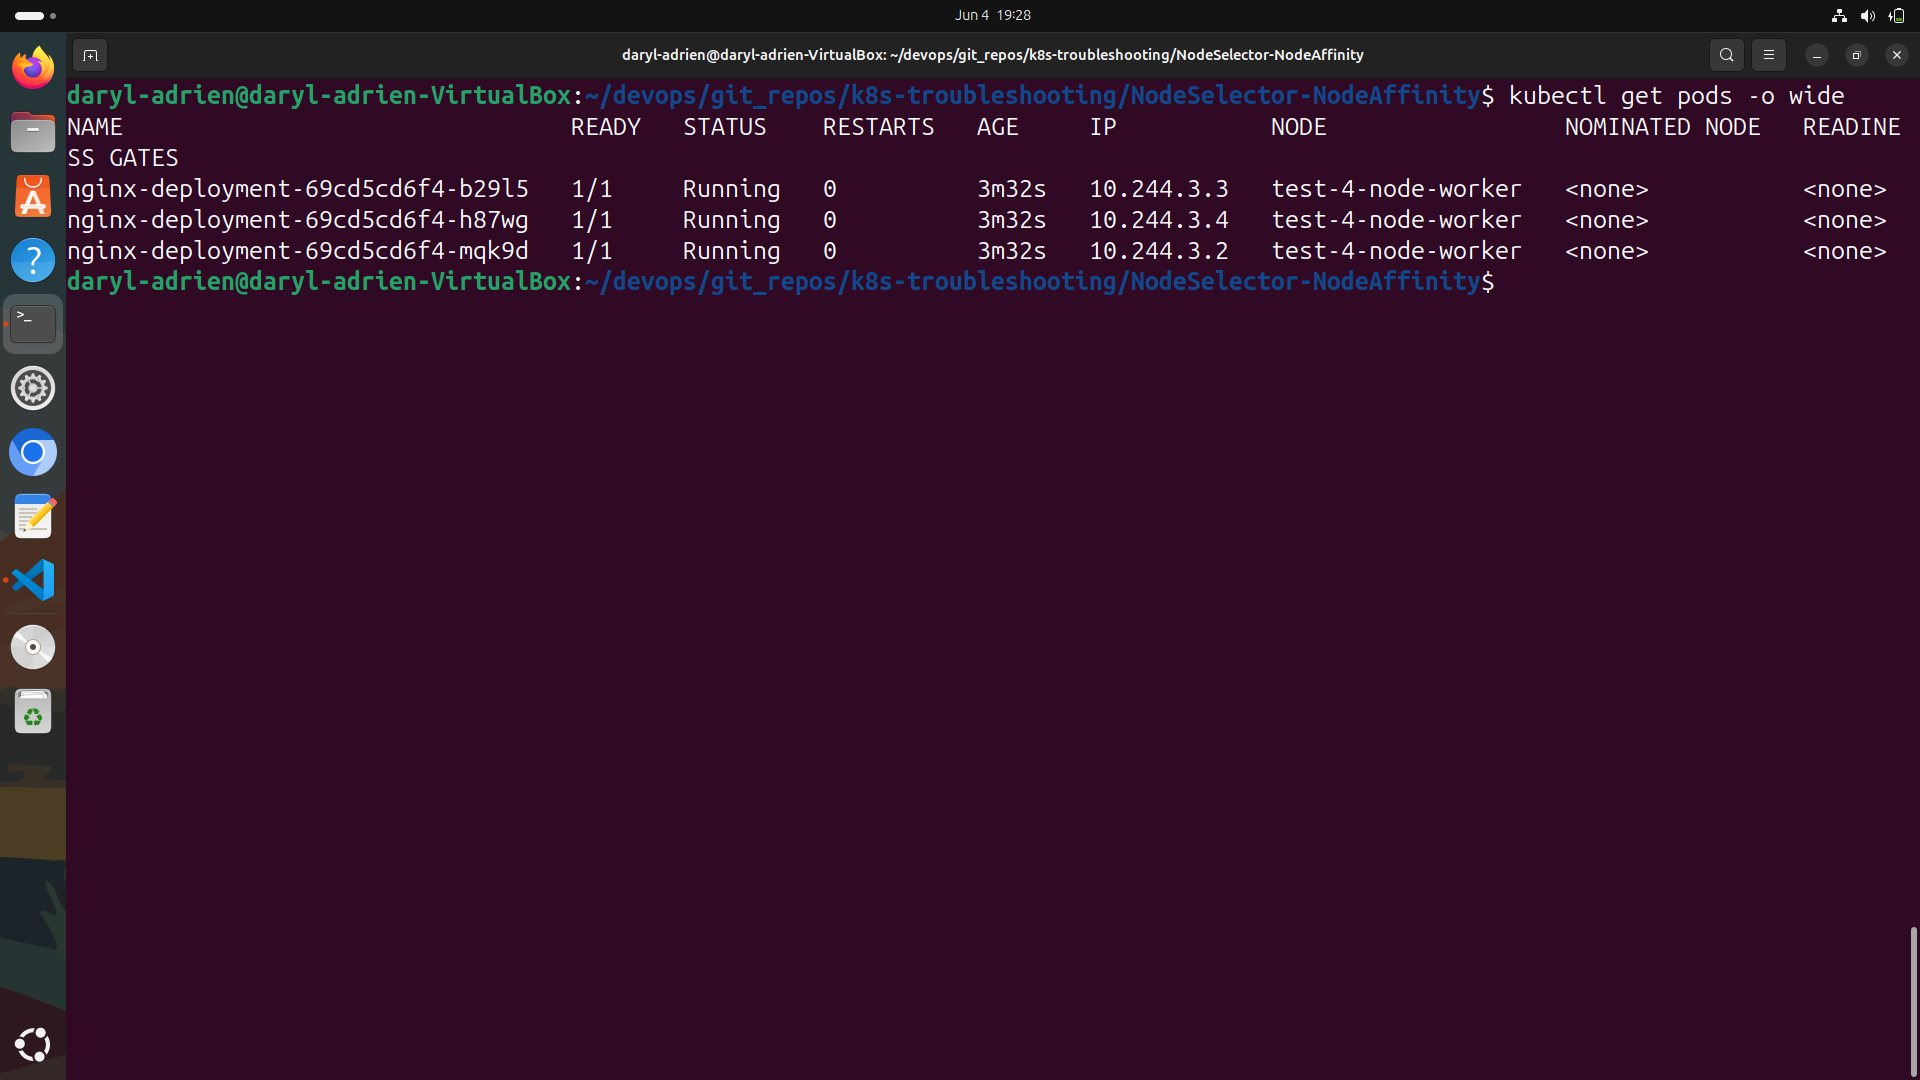 Jun 4 19:28
daryl-adrien@daryl-adrien-VirtualBox: ~/devops/git_repos/k8s-troubleshooting/NodeSelector-NodeAffinity
daryl-adrien@daryl-adrien-VirtualBox:~/devops/git_repos/k8s-troubleshooting/NodeSelector-NodeAffinity$ kubectl get pods -o wide
NAME READY STATUS RESTARTS AGE IP NODE NOMINATED NODE READINE
SS GATES
nginx-deployment-69cd5cd6f4-b29l5 1/1 Running 0 3m32s 10.244.3.3 test-4-node-worker <none> <none>
nginx-deployment-69cd5cd6f4-h87wg 1/1 Running 0 3m32s 10.244.3.4 test-4-node-worker <none> <none>
nginx-deployment-69cd5cd6f4-mqk9d 1/1 Running 0 3m32s 10.244.3.2 test-4-node-worker <none> <none>
daryl-adrien@daryl-adrien-VirtualBox:~/devops/git_repos/k8s-troubleshooting/NodeSelector-NodeAffinity$